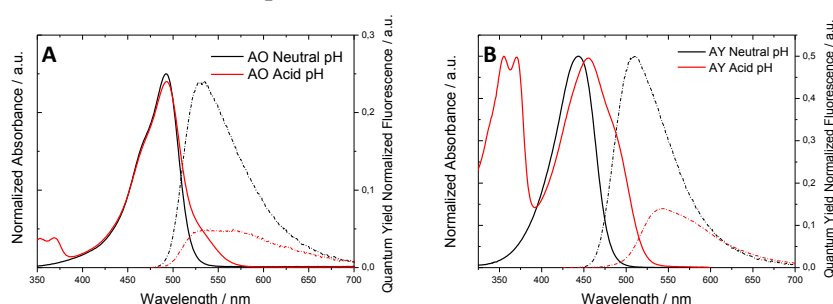 A
AO Neutral pH
AO Acid pH
Normalized Absorbance / a.u.
Quantum Yield Normalized Fluorescence / a.u.
0,3
0,2
0,1
0,0
350 400 450 500 550 600 650 700
Wavelength / nm
B
AY Neutral pH
AY Acid pH
Normalized Absorbance / a.u.
Quantum Yield Normalized Fluorescence / a.u.
0,5
0,4
0,3
0,2
0,1
0,0
350 400 450 500 550 600 650 700
Wavelength / nm